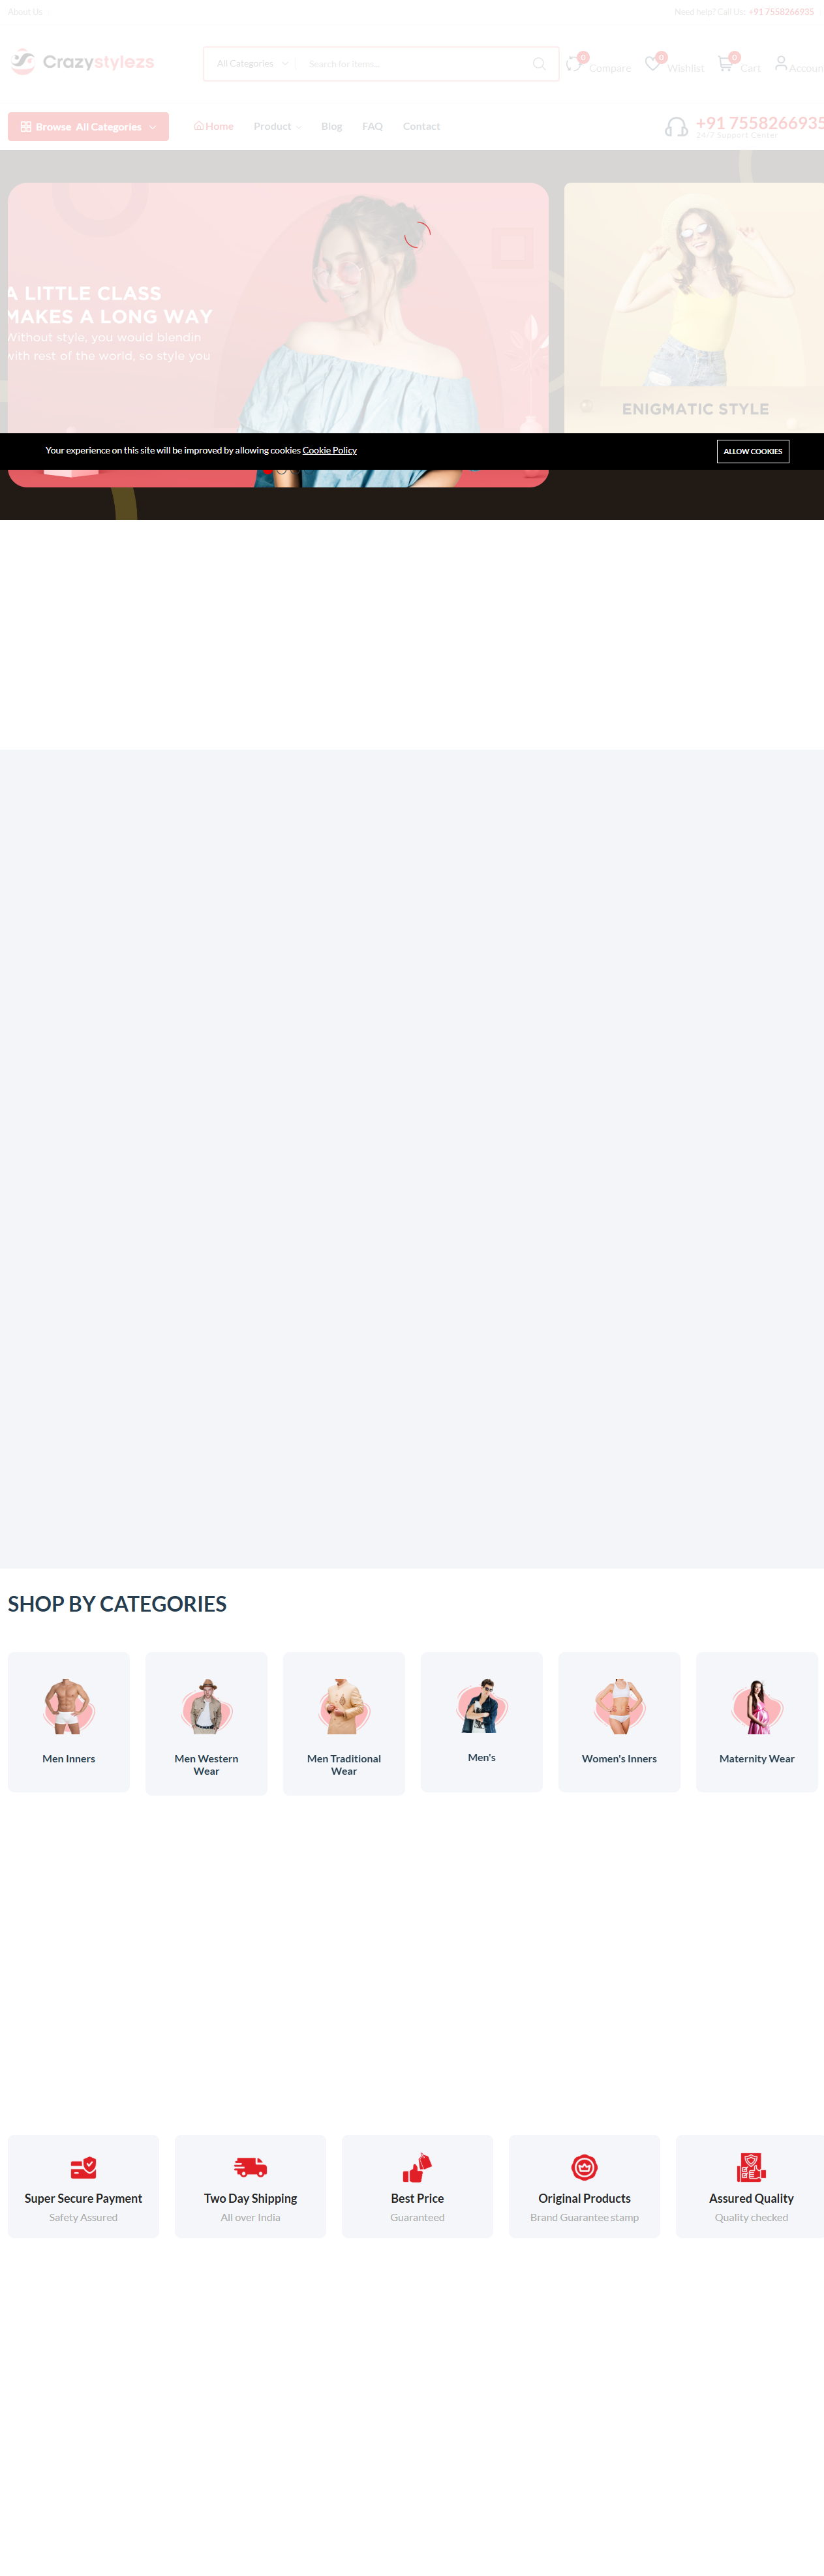 About Us
Need help? Call Us: +91 7558266935
Crazystylezs
All Categories
Search for items...
0 Compare
0 Wishlist
0 Cart
Accoun
Browse All Categories
Home
Product
Blog
FAQ
Contact
+91 7558266935
24/7 Support Center
A LITTLE CLASS
MAKES A LONG WAY
Without style, you would blendin
with rest of the world, so style you
ENIGMATIC STYLE
Your experience on this site will be improved by allowing cookies Cookie Policy
ALLOW COOKIES
SHOP BY CATEGORIES
Men Inners
Men Western
Wear
Men Traditional
Wear
Men's
Women's Inners
Maternity Wear
Super Secure Payment
Safety Assured
Two Day Shipping
All over India
Best Price
Guaranteed
Original Products
Brand Guarantee stamp
Assured Quality
Quality checked